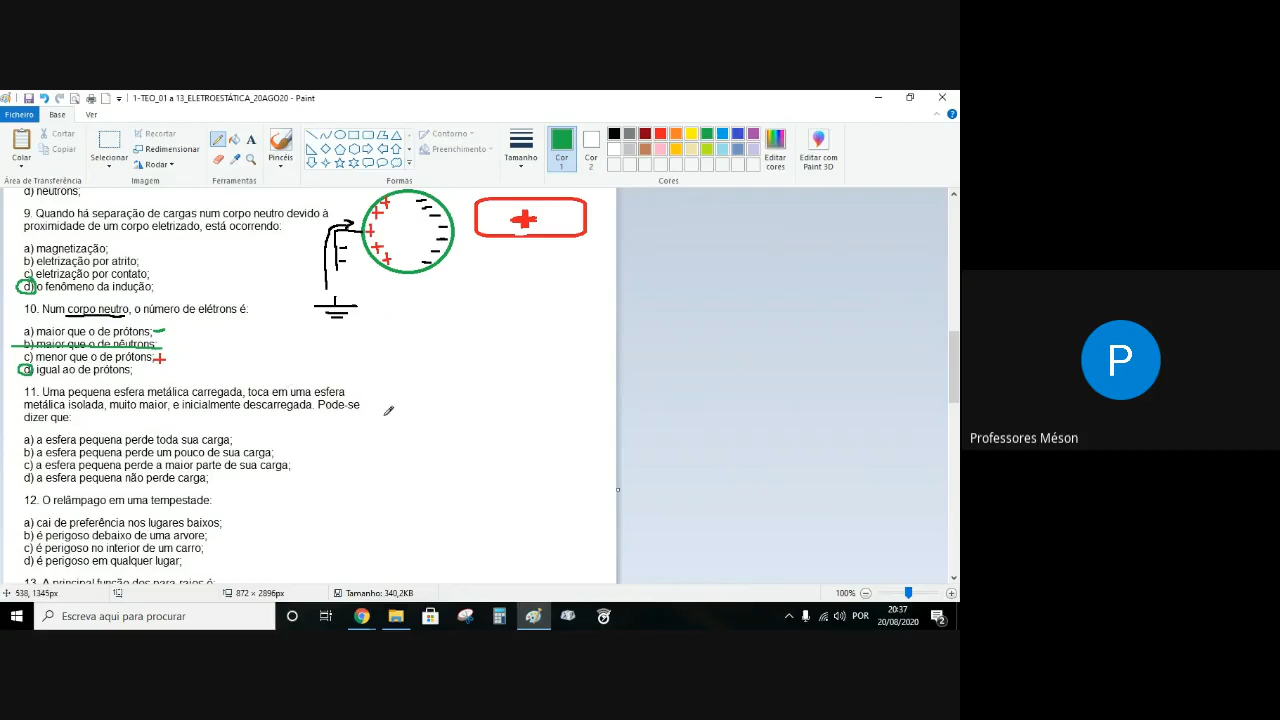 1-TEO_01 a 13_ELETROESTÁTICA_20AGO20 - Paint
Ficheiro Base Ver
Colar
Cortar
Copiar
Selecionar
Recortar
Redimensionar
Rodar
A
Pincéis
Contorno
Preenchimento
Tamanho
Cor 1
Cor 2
Editar cores
Editar com Paint 3D
Área de Transferência Imagem Ferramentas Formas Cores
d) nêutrons;
9. Quando há separação de cargas num corpo neutro devido à
proximidade de um corpo eletrizado, está ocorrendo:
a) magnetização;
b) eletrização por atrito;
c) eletrização por contato;
d) o fenômeno da indução;
10. Num corpo neutro, o número de elétrons é:
a) maior que o de prótons; -
b) maior que o de nêutrons;
c) menor que o de prótons; +
d) igual ao de prótons;
11. Uma pequena esfera metálica carregada, toca em uma esfera
metálica isolada, muito maior, e inicialmente descarregada. Pode-se
dizer que:
a) a esfera pequena perde toda sua carga;
b) a esfera pequena perde um pouco de sua carga;
c) a esfera pequena perde a maior parte de sua carga;
d) a esfera pequena não perde carga;
12. O relâmpago em uma tempestade:
a) cai de preferência nos lugares baixos;
b) é perigoso debaixo de uma arvore;
c) é perigoso no interior de um carro;
d) é perigoso em qualquer lugar;
13. A principal função dos para-raios é:
538, 1345px 872 × 2896px Tamanho: 340,2KB 100%
Escreva aqui para procurar
POR
20:37
20/08/2020
2
P
Professores Méson